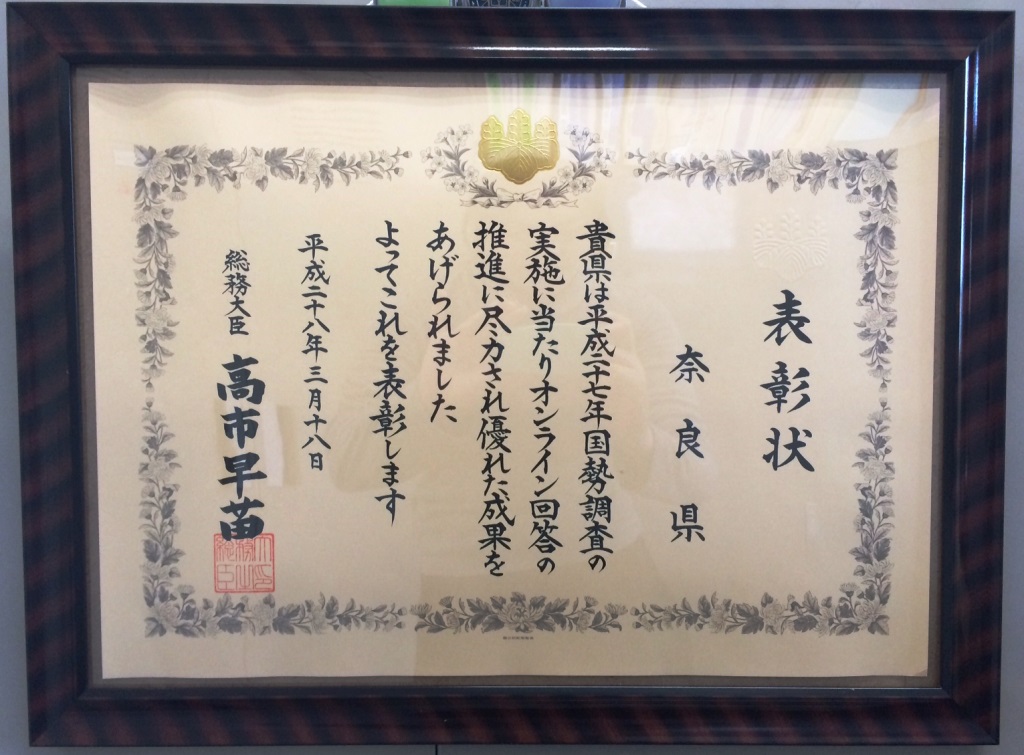 表彰状
奈良県
貴県は平成二十七年国勢調査の
実施に当たりオンライン回答の
推進に尽力され優れた成果を
あげられました
よってこれを表彰します
平成二十八年三月十八日
総務大臣 高市早苗